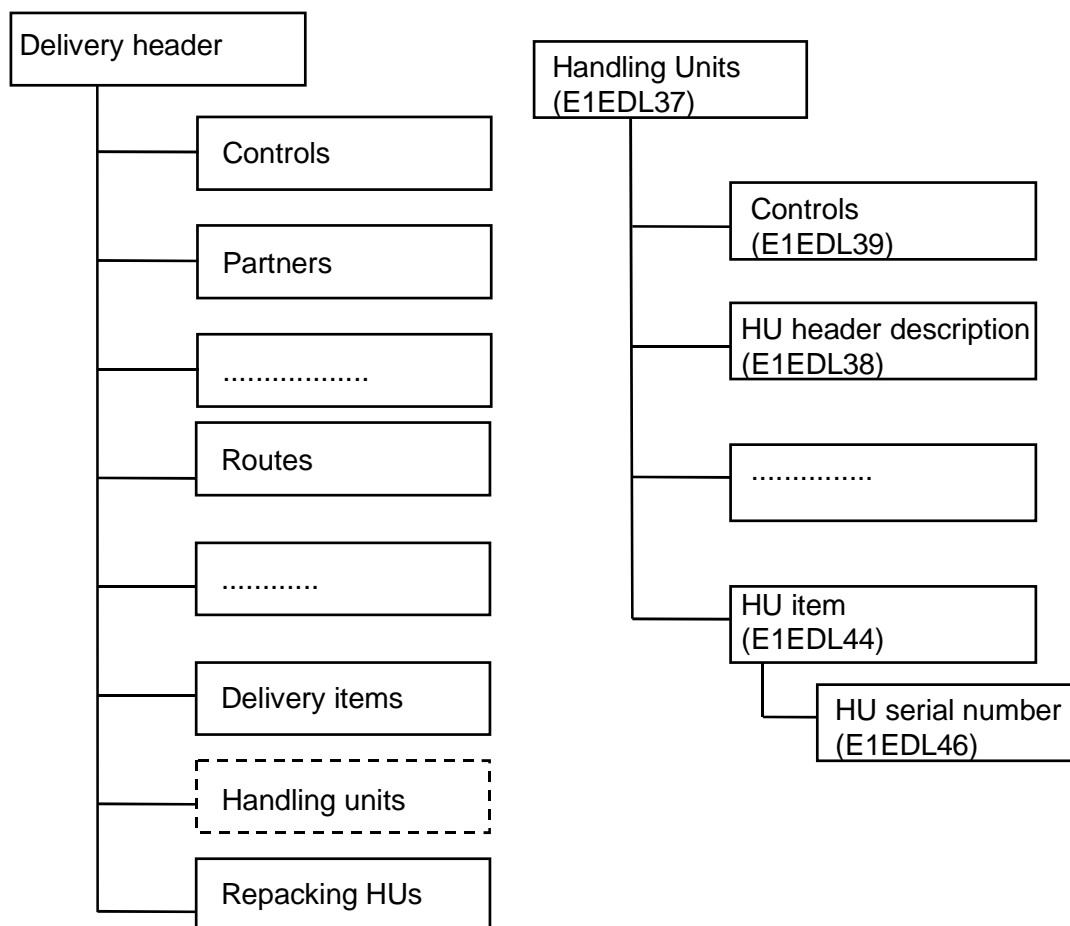 Delivery header
Controls
Partners
..................
Routes
............
Delivery items
Handling units
Repacking HUs
Handling Units
(E1EDL37)
Controls
(E1EDL39)
HU header description
(E1EDL38)
...............
HU item
(E1EDL44)
HU serial number
(E1EDL46)